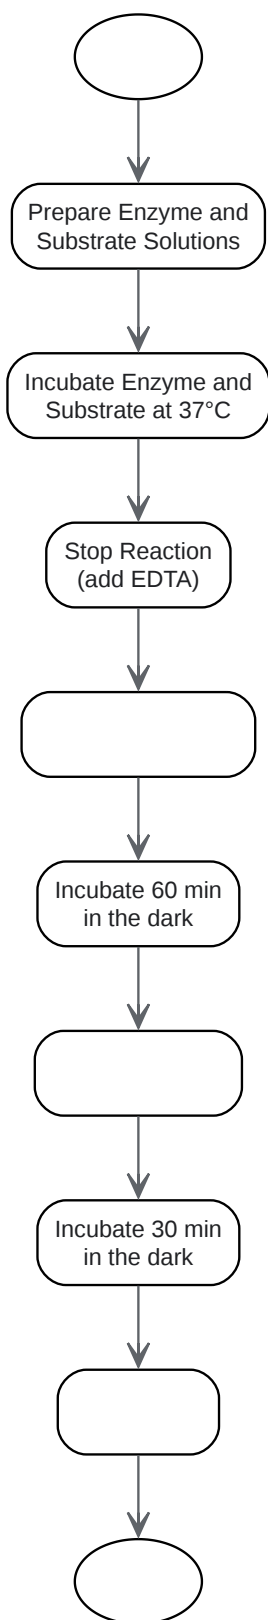 Prepare Enzyme and
Substrate Solutions
Incubate Enzyme and
Substrate at 37°C
Stop Reaction
(add EDTA)
Incubate 60 min
in the dark
Incubate 30 min
in the dark